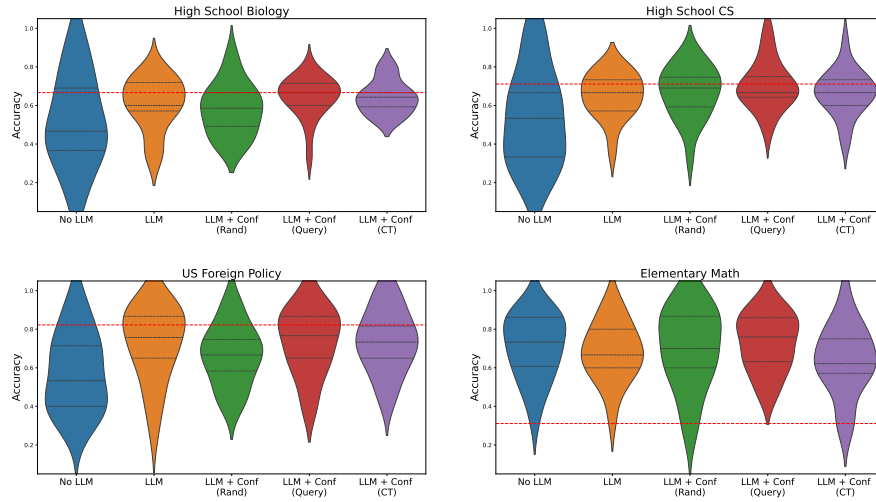 High School Biology
Accuracy
1.0
0.8
0.6
0.4
0.2
No LLM
LLM
LLM + Conf
(Rand)
LLM + Conf
(Query)
LLM + Conf
(CT)
High School CS
Accuracy
1.0
0.8
0.6
0.4
0.2
No LLM
LLM
LLM + Conf
(Rand)
LLM + Conf
(Query)
LLM + Conf
(CT)
US Foreign Policy
Accuracy
1.0
0.8
0.6
0.4
0.2
No LLM
LLM
LLM + Conf
(Rand)
LLM + Conf
(Query)
LLM + Conf
(CT)
Elementary Math
Accuracy
1.0
0.8
0.6
0.4
0.2
No LLM
LLM
LLM + Conf
(Rand)
LLM + Conf
(Query)
LLM + Conf
(CT)